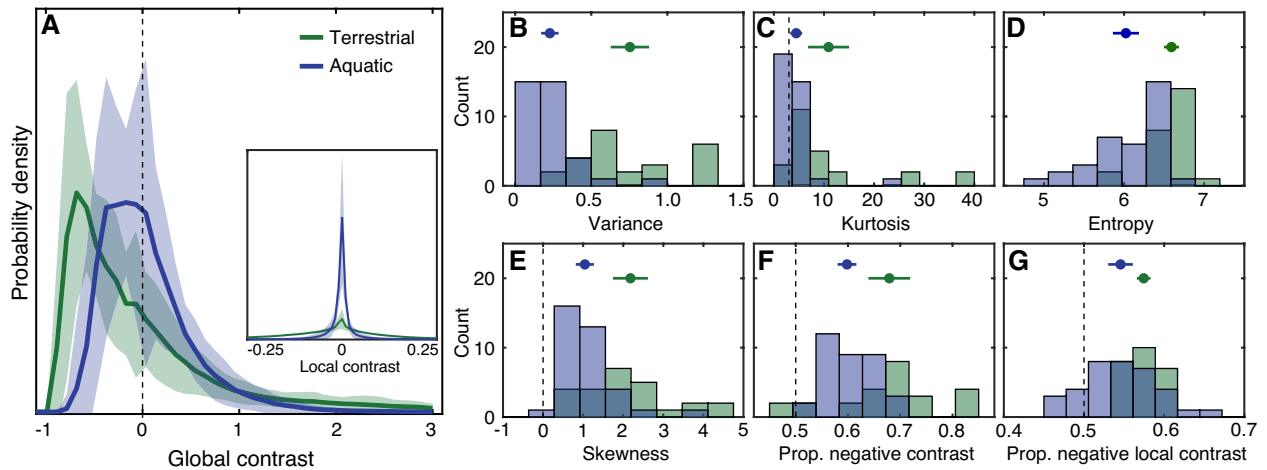 A
Terrestrial
Aquatic
Probability density
-1 0 1 2 3
Global contrast
-0.25 0 0.25
Local contrast
B
Count
20
10
0
0 0.5 1.0 1.5
Variance
C
0 10 20 30 40
Kurtosis
D
5 6 7
Entropy
E
Count
20
10
0
-1 0 1 2 3 4 5
Skewness
F
0.5 0.6 0.7 0.8
Prop. negative contrast
G
0.4 0.5 0.6 0.7
Prop. negative local contrast